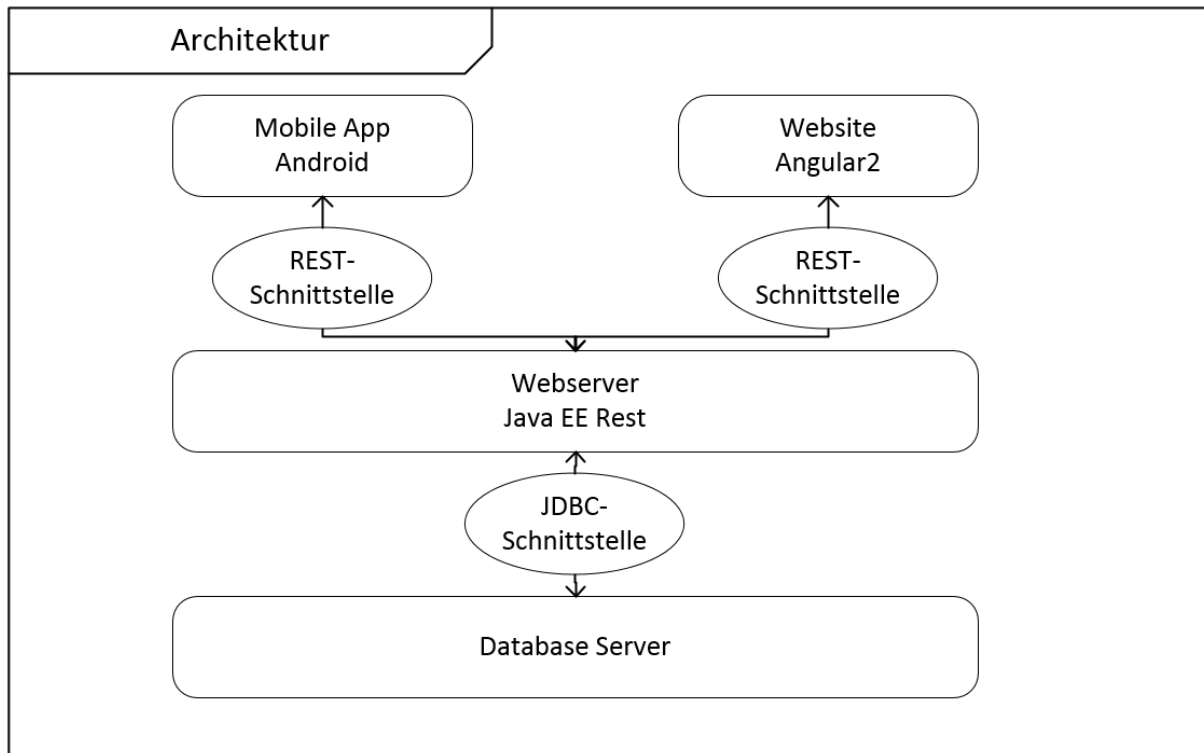 Architektur
Mobile App
Android
Website
Angular2
REST-
Schnittstelle
REST-
Schnittstelle
Webserver
Java EE Rest
JDBC-
Schnittstelle
Database Server